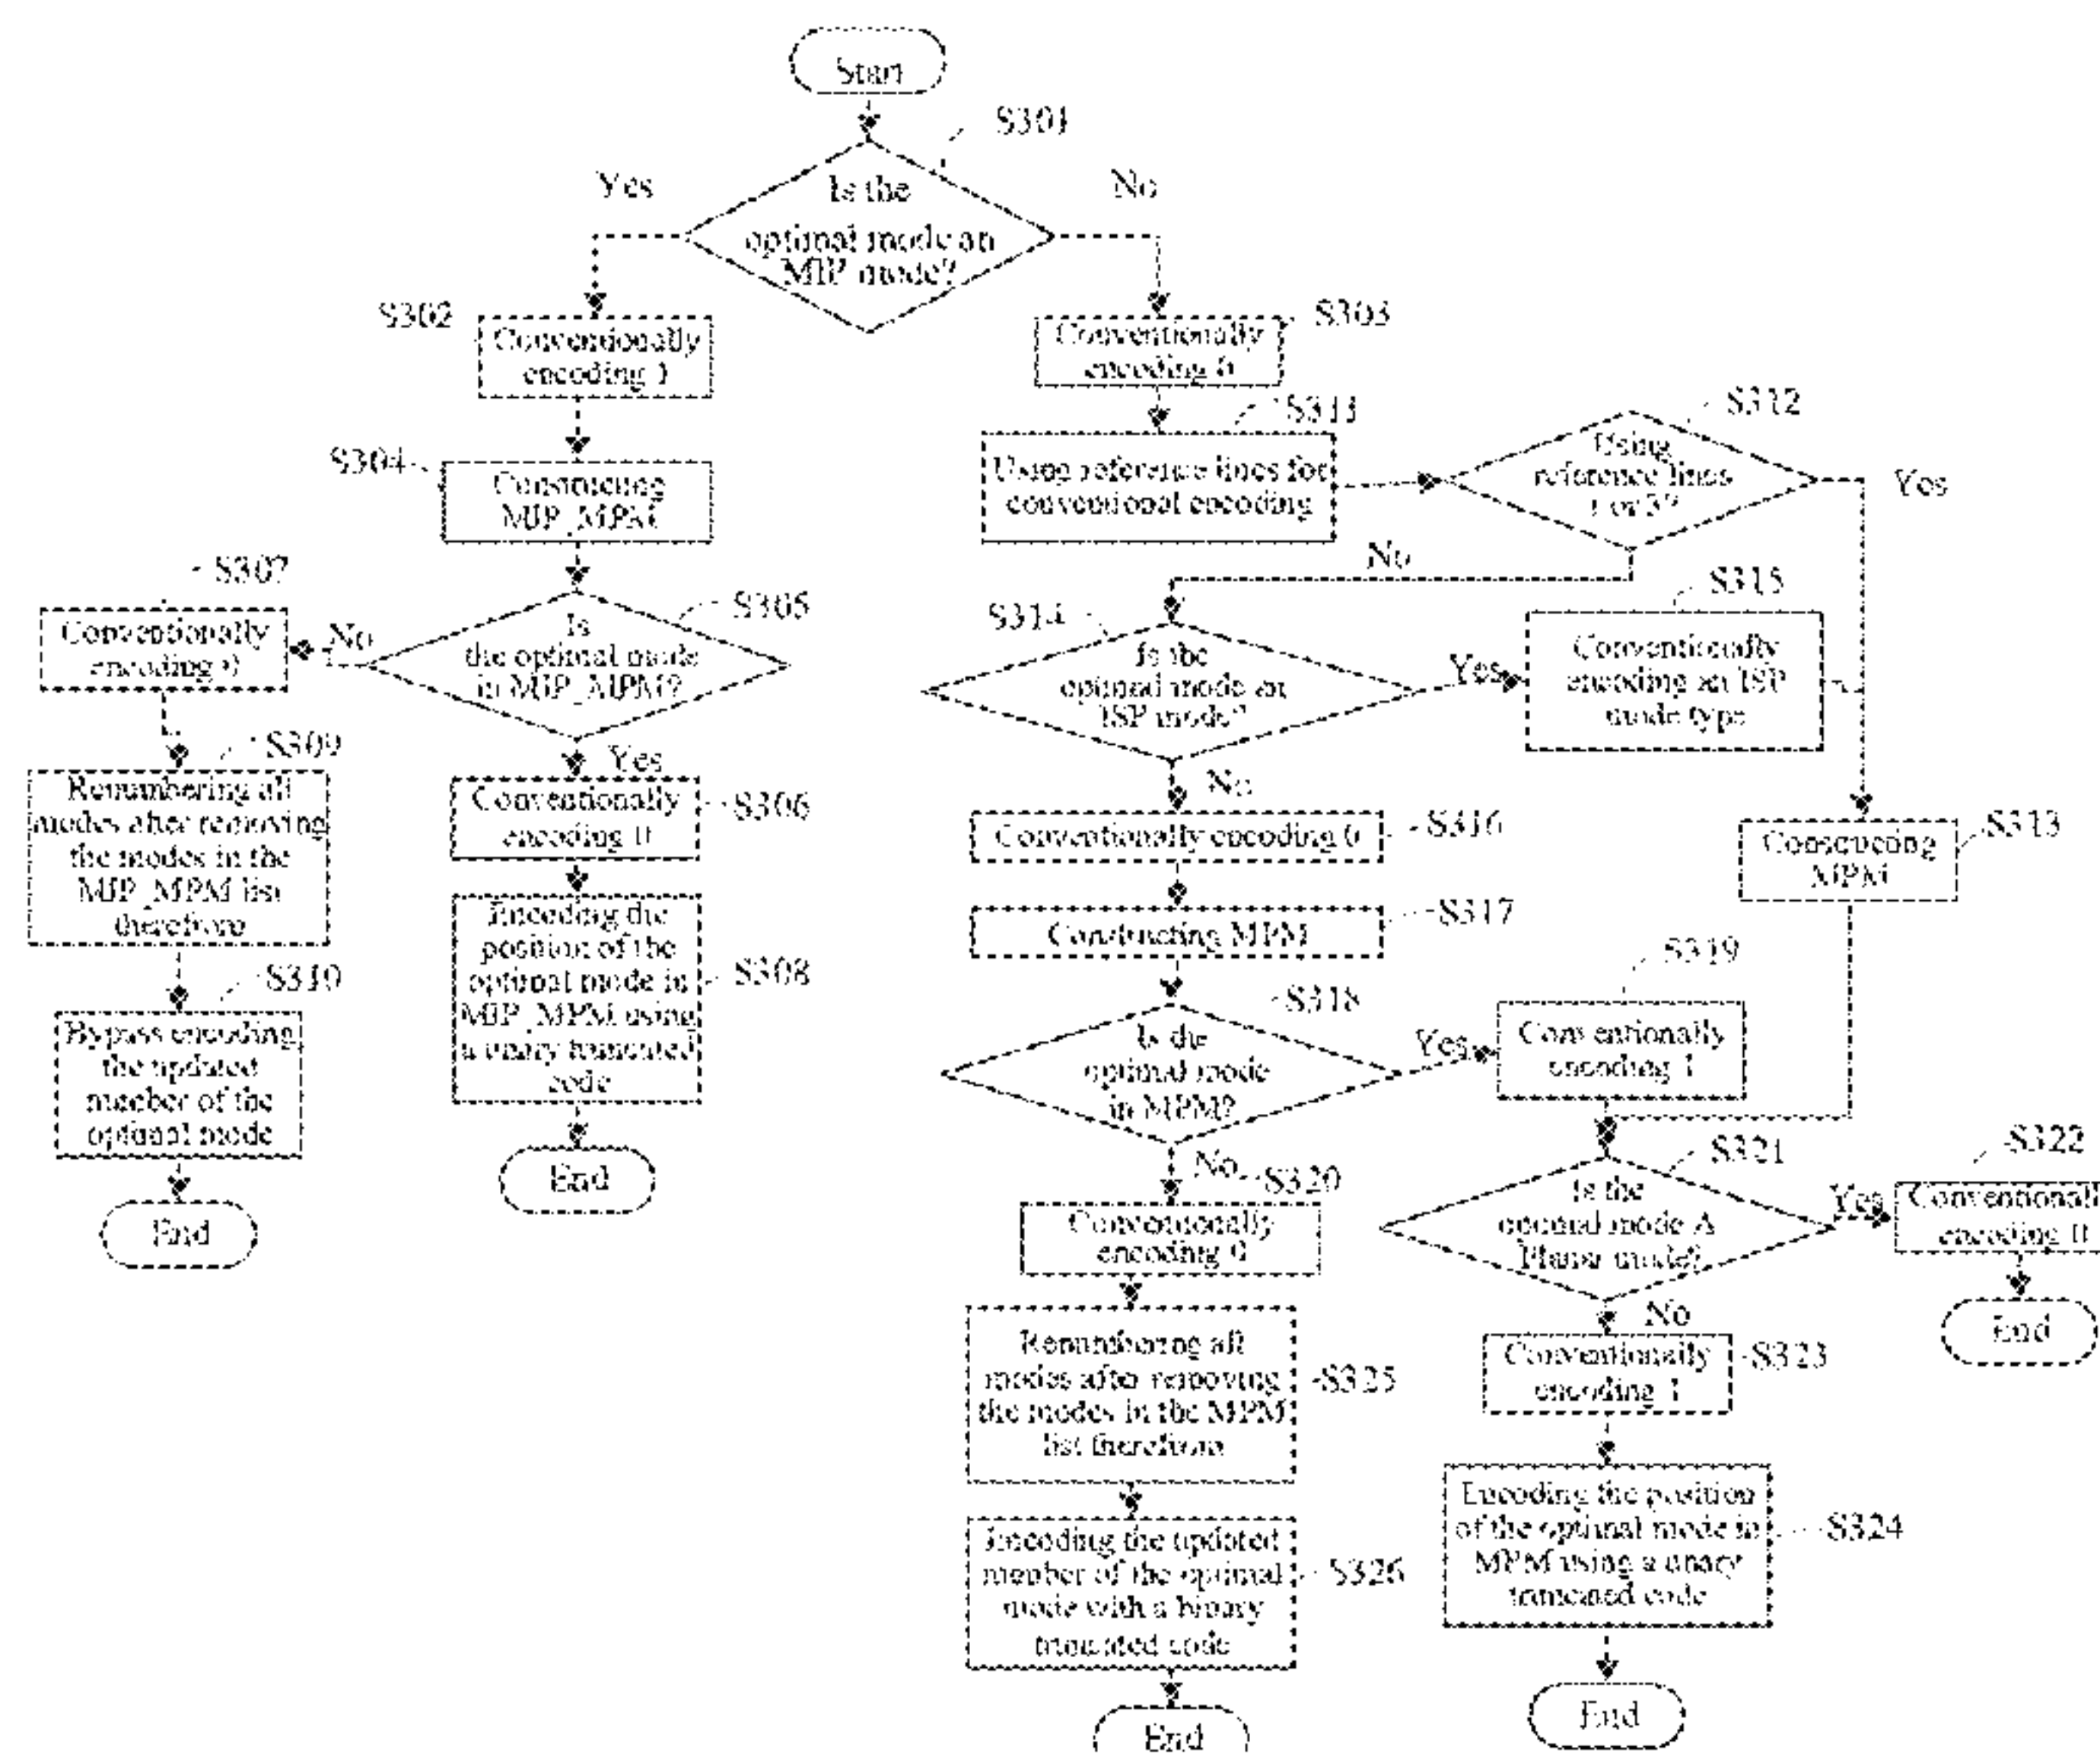 Start
S301
Yes
No
Is the
optimal mode an
MIP mode?
S302
Conventionally
encoding 1
S303
Conventionally
encoding 0
S304
Constructing
MIP_MPM
S311
Using reference lines for
conventional encoding
S312
Using
reference lines
1 or 3?
Yes
No
S307
Conventionally
encoding 0
No
S305
Is
the optimal mode
in MIP_MPM?
Yes
S314
Is the
optimal mode an
ISP mode?
Yes
S315
Conventionally
encoding an ISP
mode type
No
S309
Renumbering all
modes after removing
the modes in the
MIP_MPM list
therefrom
S306
Conventionally
encoding 0
S316
Conventionally encoding 0
S313
Constructing
MPM
S308
Encoding the
position of the
optimal mode in
MIP_MPM using
a unary truncated
code
End
S317
Constructing MPM
S310
Bypass encoding
the updated
number of the
optimal mode
End
S318
Is the
optimal mode
in MPM?
Yes
S319
Conventionally
encoding 1
No
S320
Conventionally
encoding 0
S321
Is the
optimal mode A
Planar mode?
Yes
S322
Conventionall
encoding 0
End
No
S323
Conventionally
encoding 1
Renumbering all
modes after removing
the modes in the MPM
list therefrom
S325
Encoding the position
of the optimal mode in
MPM using a unary
truncated code
S324
Encoding the updated
number of the optimal
mode with a binary
truncated code
S326
End
End